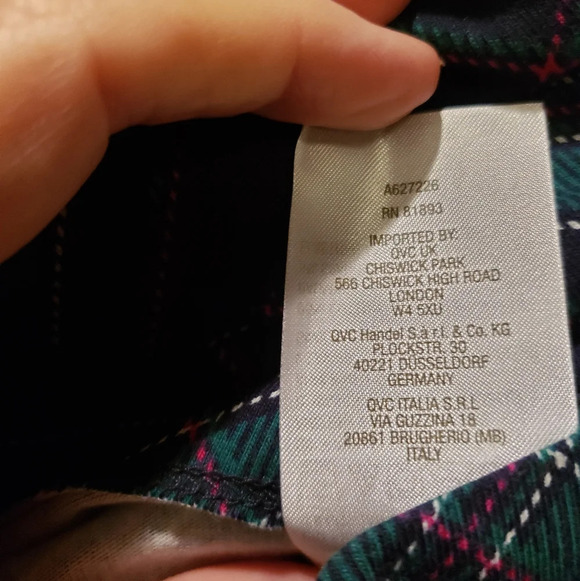 A627226
RN 81893
IMPORTED BY:
QVC UK
CHISWICK PARK
566 CHISWICK HIGH ROAD
LONDON
W4 5XU
QVC Handel S.à r.l. & Co. KG
PLOCKSTR. 30
40221 DÜSSELDORF
GERMANY
QVC ITALIA S.R.L
VIA GUZZINA 18
20861 BRUGHERIO (MB)
ITALY